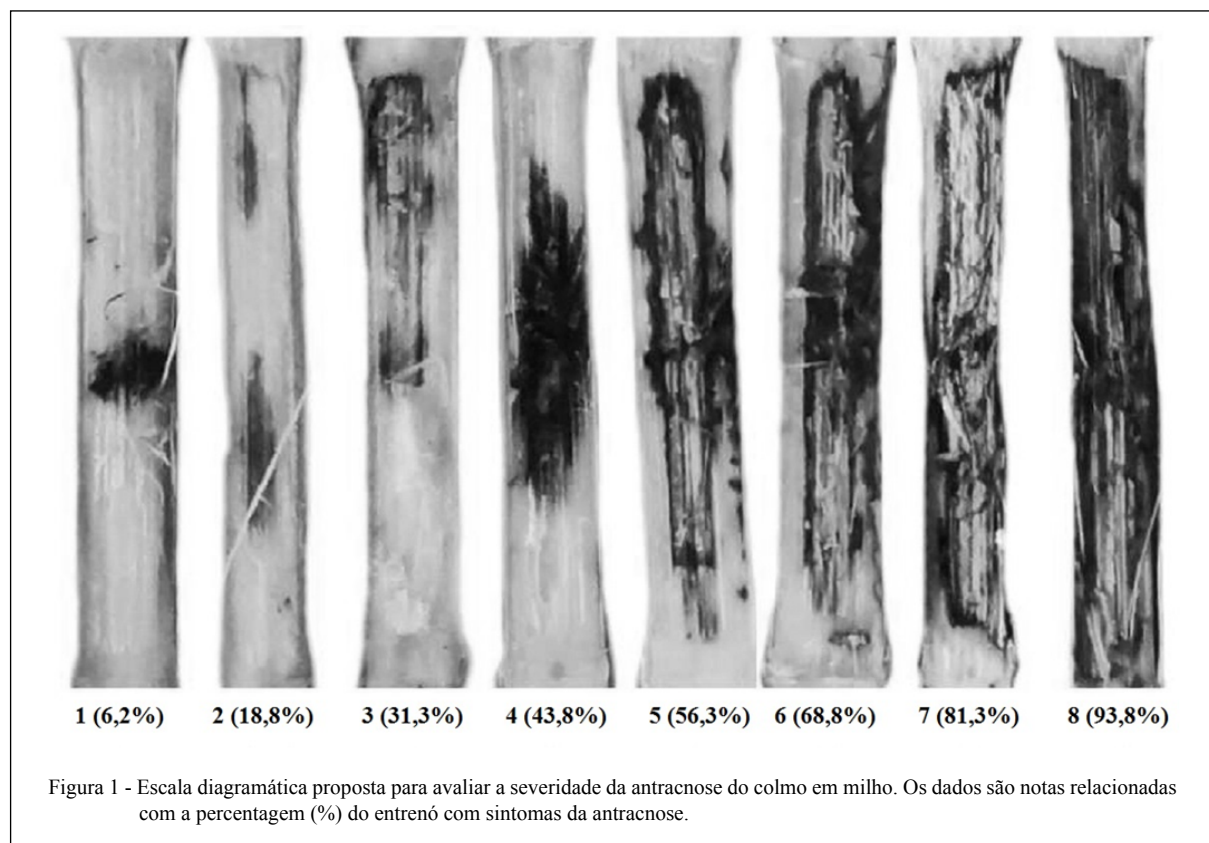 1 (6,2%) 2 (18,8%) 3 (31,3%) 4 (43,8%) 5 (56,3%) 6 (68,8%) 7 (81,3%) 8 (93,8%)
Figura 1 - Escala diagramática proposta para avaliar a severidade da antracnose do colmo em milho. Os dados são notas relacionadas
com a percentagem (%) do entrenó com sintomas da antracnose.